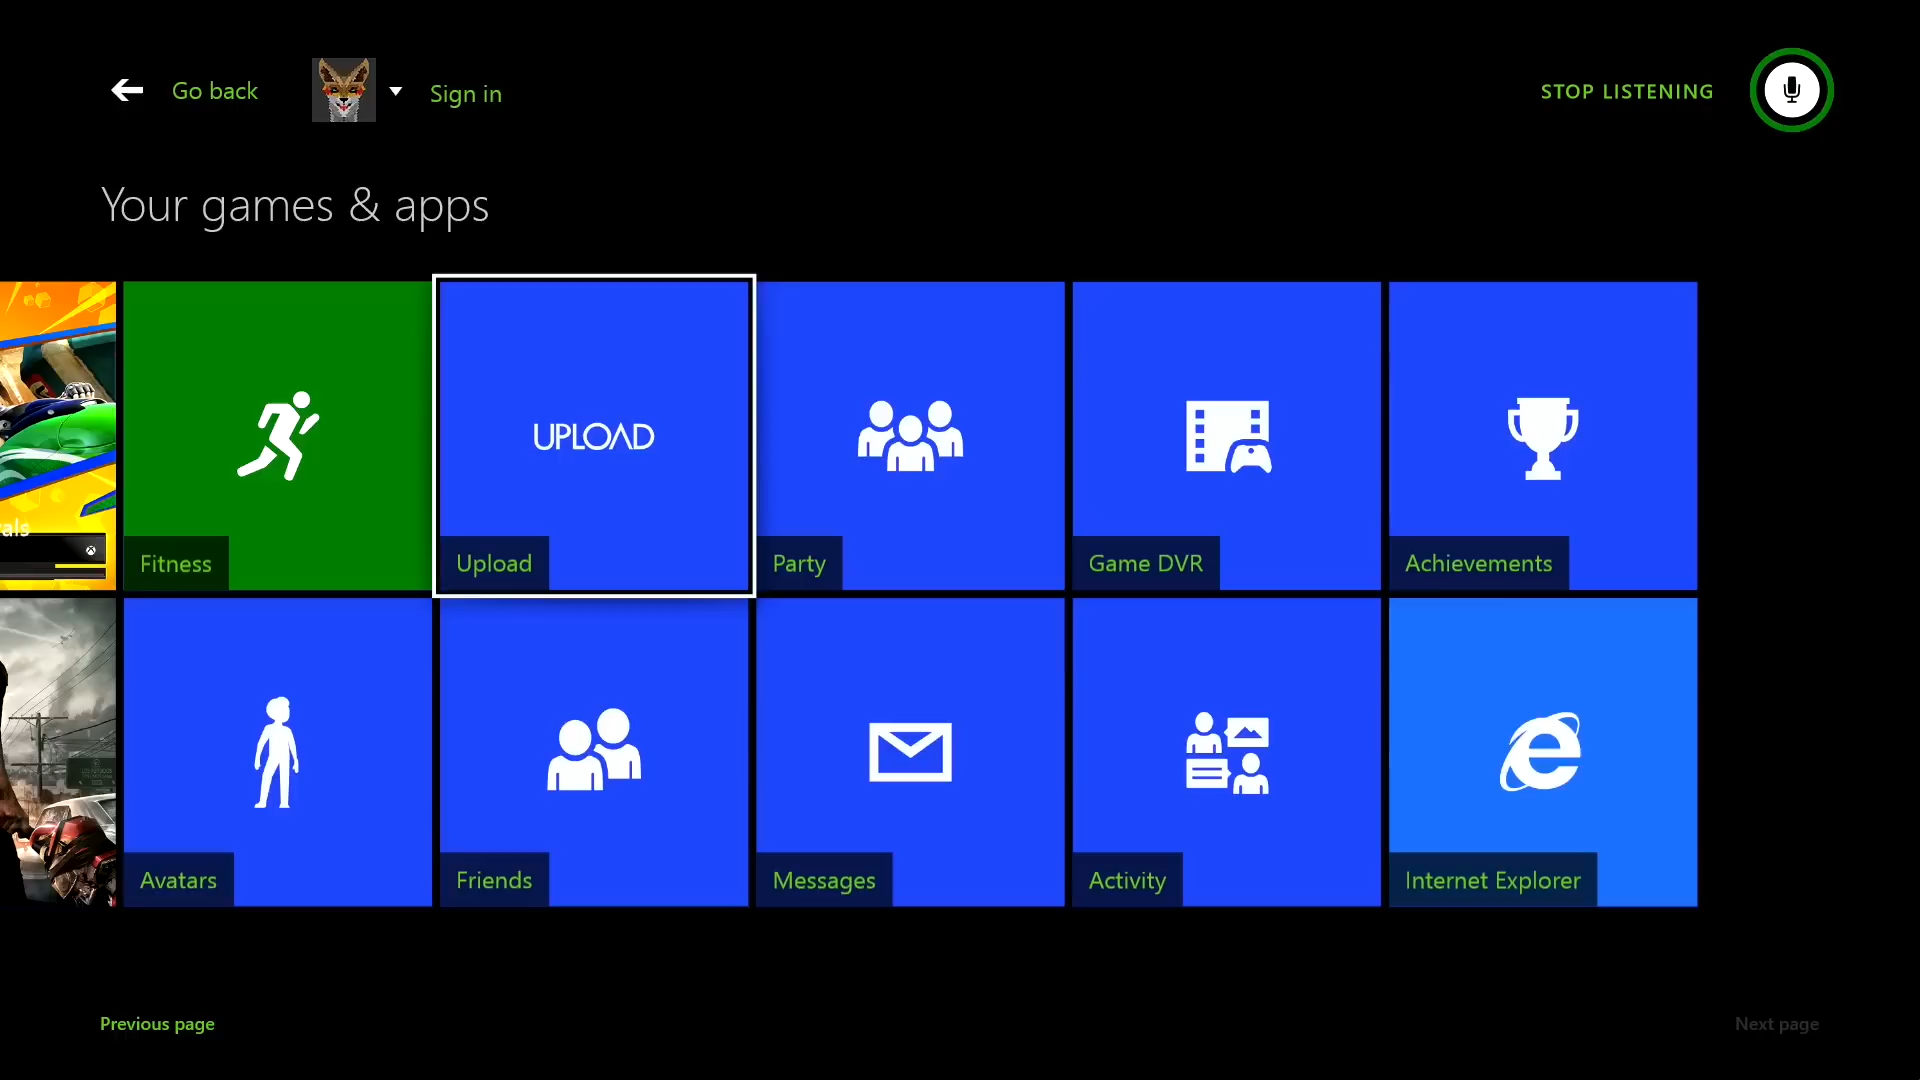 Go back
Sign in
STOP LISTENING
Your games & apps
als
Fitness
UPLOAD
Upload
Party
Game DVR
Achievements
Avatars
Friends
Messages
Activity
Internet Explorer
Previous page
Next page